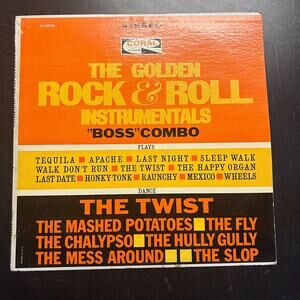 STEREO
CORAL
THE GOLDEN
ROCK & ROLL
INSTRUMENTALS
"BOSS" COMBO
PLAYS
TEQUILA ■ APACHE ■ LAST NIGHT ■ SLEEP WALK
WALK DON'T RUN ■ THE TWIST ■ THE HAPPY ORGAN
LAST DATE ■ HONKY TONK ■ RAUNCHY ■ MEXICO ■ WHEELS
DANCE
THE TWIST
THE MASHED POTATOES ■ THE FLY
THE CHALYPSO ■ THE HULLY GULLY
THE MESS AROUND ■ ■ THE SLOP